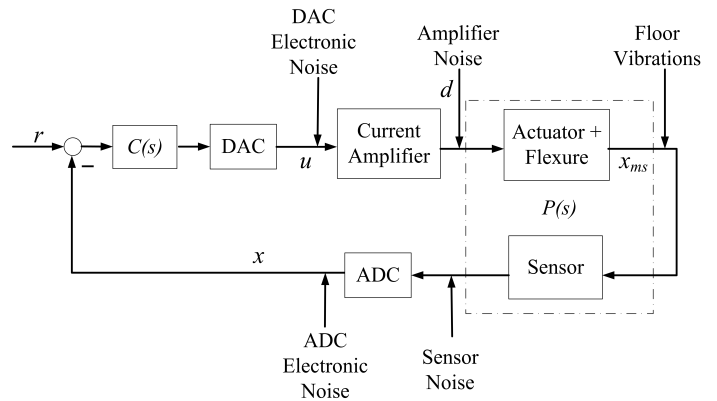 DAC
Electronic
Noise
Amplifier
Noise
Floor
Vibrations
d
r
C(s)
DAC
u
Current
Amplifier
Actuator +
Flexure
xms
–
P(s)
x
ADC
Sensor
ADC
Electronic
Noise
Sensor
Noise